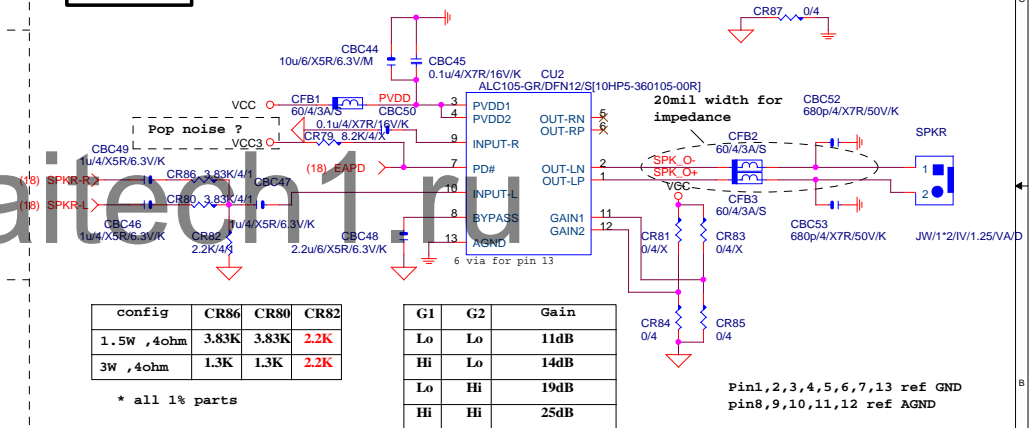 CR87 0/4
CBC44
10u/6/X5R/6.3V/M
CBC45
0.1u/4/X7R/16V/K
CU2
ALC105-GR/DFN12/S[10HP5-360105-00R]
VCC
CFB1
60/4/3A/S
PVDD
CBC50
0.1u/4/X7R/16V/K
Pop noise ?
VCC3
CR79 8.2K/4/X
3 PVDD1
4 PVDD2
9 INPUT-R
7 PD#
10 INPUT-L
8 BYPASS
13 AGND
OUT-RN 5
OUT-RP 6
OUT-LN 2
OUT-LP 1
GAIN1 11
GAIN2 12
20mil width for
impedance
CFB2
60/4/3A/S
CBC52
680p/4/X7R/50V/K
SPKR
1
2
SPK_O-
SPK_O+
VCC
CFB3
60/4/3A/S
CBC53
680p/4/X7R/50V/K
JW/1*2/IV/1.25/VA/D
CBC49
1u/4/X5R/6.3V/K
(18) SPKR-R
CR86 3.83K/4/1
CBC47
1u/4/X5R/6.3V/K
(18) EAPD
(18) SPKR-L
CR80 3.83K/4/1
CBC46
1u/4/X5R/6.3V/K
CR82
2.2K/4/1
CBC48
2.2u/6/X5R/6.3V/K
6 via for pin 13
CR81
0/4/X
CR83
0/4/X
CR84
0/4
CR85
0/4
aitech1.ru
config CR86 CR80 CR82
1.5W ,4ohm 3.83K 3.83K 2.2K
3W ,4ohm 1.3K 1.3K 2.2K
* all 1% parts
G1 G2 Gain
Lo Lo 11dB
Hi Lo 14dB
Lo Hi 19dB
Hi Hi 25dB
Pin1,2,3,4,5,6,7,13 ref GND
pin8,9,10,11,12 ref AGND
B